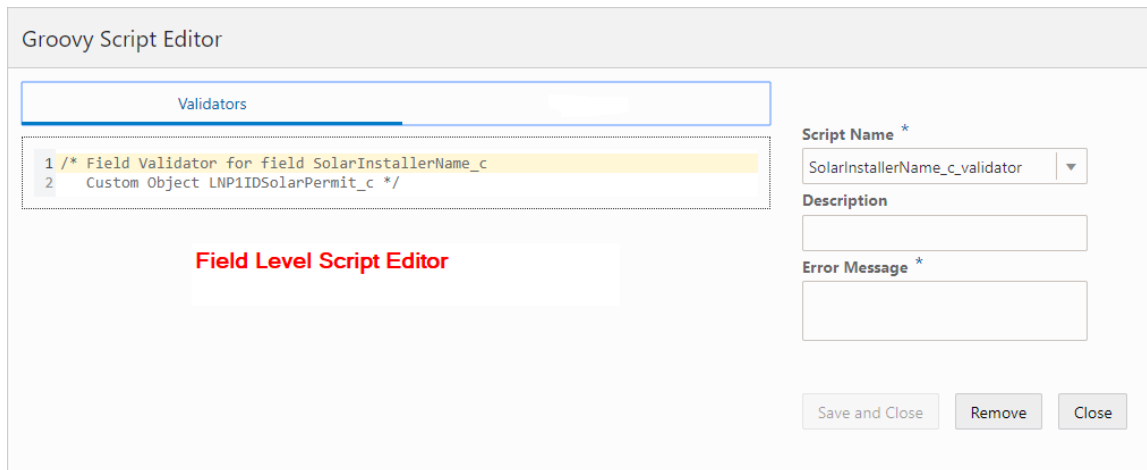 Groovy Script Editor
Validators
1 /* Field Validator for field SolarInstallerName_c
2 Custom Object LNP1IDSolarPermit_c */
Field Level Script Editor
Script Name *
SolarInstallerName_c_validator
Description
Error Message *
Save and Close Remove Close